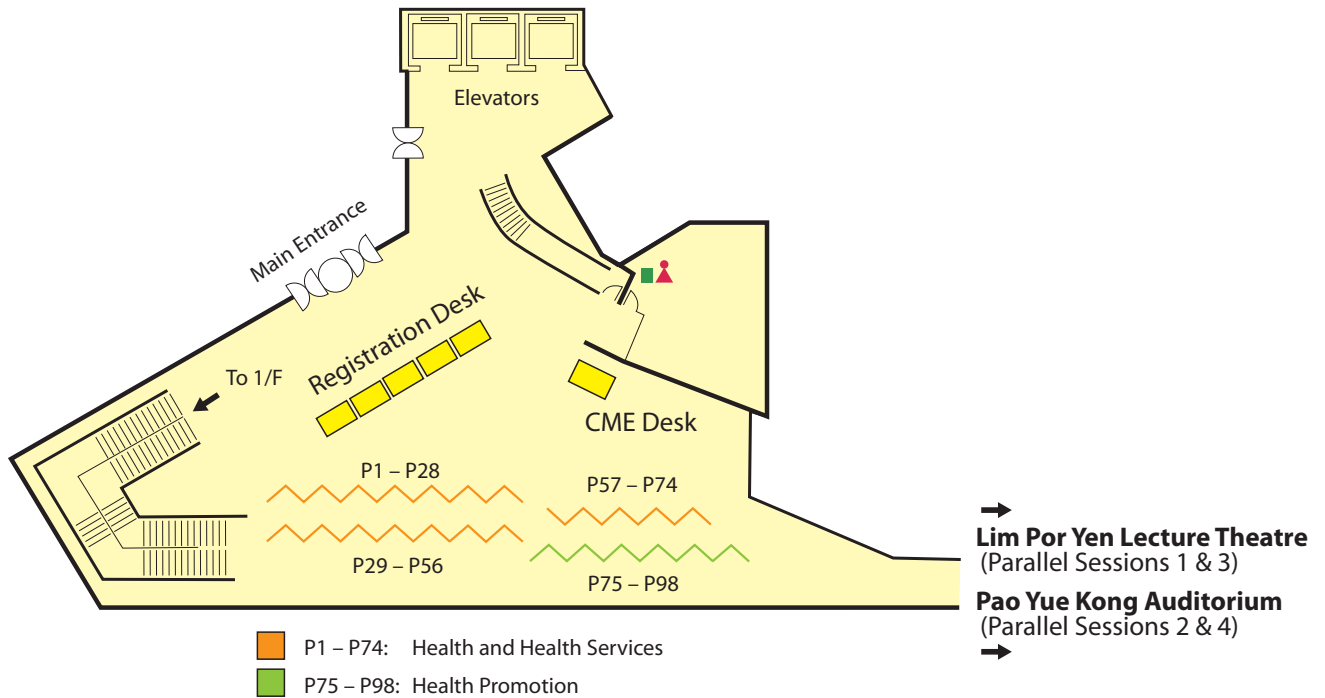 Elevators
Main Entrance
Registration Desk
To 1/F
CME Desk
P1 – P28
P57 – P74
P29 – P56
P75 – P98
Lim Por Yen Lecture Theatre
(Parallel Sessions 1 & 3)
Pao Yue Kong Auditorium
(Parallel Sessions 2 & 4)
P1 – P74: Health and Health Services
P75 – P98: Health Promotion